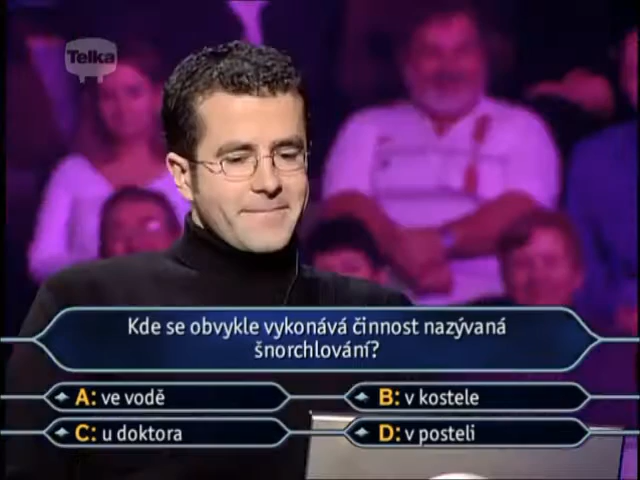 Telka
Kde se obvykle vykonává činnost nazývaná
šnorchlování?
A: ve vodě
B: v kostele
C: u doktora
D: v posteli